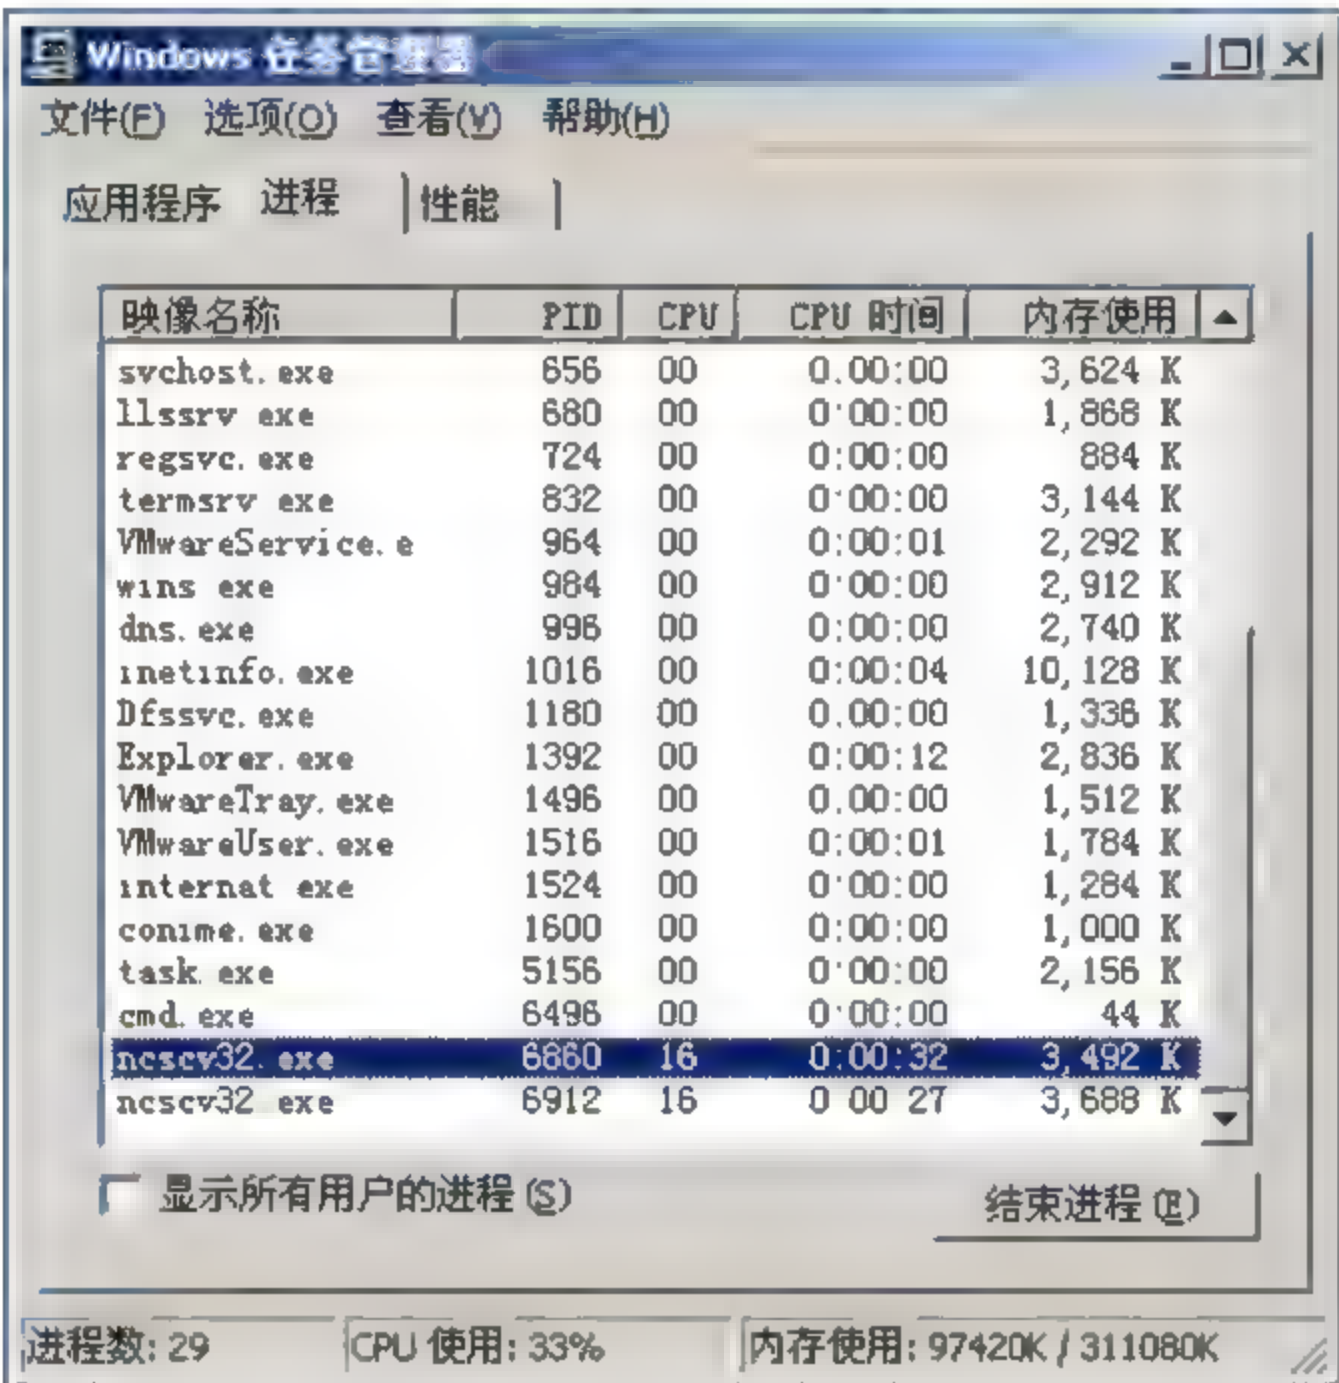 Windows 任务管理器
文件(F) 选项(O) 查看(V) 帮助(H)
应用程序 进程 性能
映像名称 PID CPU CPU 时间 内存使用
svchost.exe 656 00 0.00:00 3,624 K
llssrv exe 680 00 0:00:00 1,868 K
regsvc.exe 724 00 0:00:00 884 K
termsrv exe 832 00 0:00:00 3,144 K
VMwareService.e 964 00 0:00:01 2,292 K
wins exe 984 00 0:00:00 2,912 K
dns.exe 996 00 0:00:00 2,740 K
inetinfo.exe 1016 00 0:00:04 10,128 K
Dfssvc.exe 1180 00 0.00:00 1,336 K
Explorer.exe 1392 00 0:00:12 2,836 K
VMwareTray.exe 1496 00 0.00:00 1,512 K
VMwareUser.exe 1516 00 0:00:01 1,784 K
internat exe 1524 00 0:00:00 1,284 K
conime.exe 1600 00 0:00:00 1,000 K
task.exe 5156 00 0:00:00 2,156 K
cmd.exe 6496 00 0:00:00 44 K
ncscv32.exe 6860 16 0:00:32 3,492 K
ncscv32 exe 6912 16 0 00 27 3,688 K
显示所有用户的进程(S) 结束进程(E)
进程数: 29 CPU 使用: 33% 内存使用: 97420K / 311080K